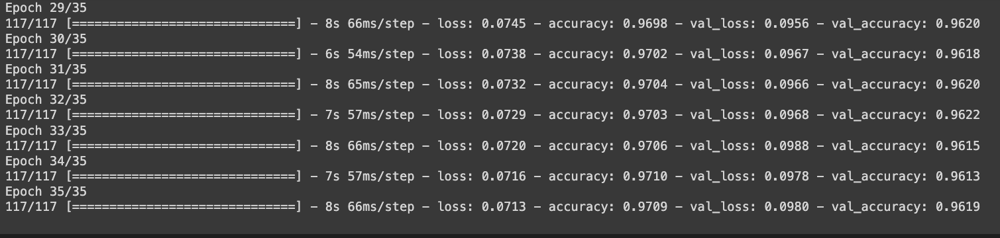 Epoch 29/35
117/117 [==============================] - 8s 66ms/step - loss: 0.0745 - accuracy: 0.9698 - val_loss: 0.0956 - val_accuracy: 0.9620
Epoch 30/35
117/117 [==============================] - 6s 54ms/step - loss: 0.0738 - accuracy: 0.9702 - val_loss: 0.0967 - val_accuracy: 0.9618
Epoch 31/35
117/117 [==============================] - 8s 65ms/step - loss: 0.0732 - accuracy: 0.9704 - val_loss: 0.0966 - val_accuracy: 0.9620
Epoch 32/35
117/117 [==============================] - 7s 57ms/step - loss: 0.0729 - accuracy: 0.9703 - val_loss: 0.0968 - val_accuracy: 0.9622
Epoch 33/35
117/117 [==============================] - 8s 66ms/step - loss: 0.0720 - accuracy: 0.9706 - val_loss: 0.0988 - val_accuracy: 0.9615
Epoch 34/35
117/117 [==============================] - 7s 57ms/step - loss: 0.0716 - accuracy: 0.9710 - val_loss: 0.0978 - val_accuracy: 0.9613
Epoch 35/35
117/117 [==============================] - 8s 66ms/step - loss: 0.0713 - accuracy: 0.9709 - val_loss: 0.0980 - val_accuracy: 0.9619